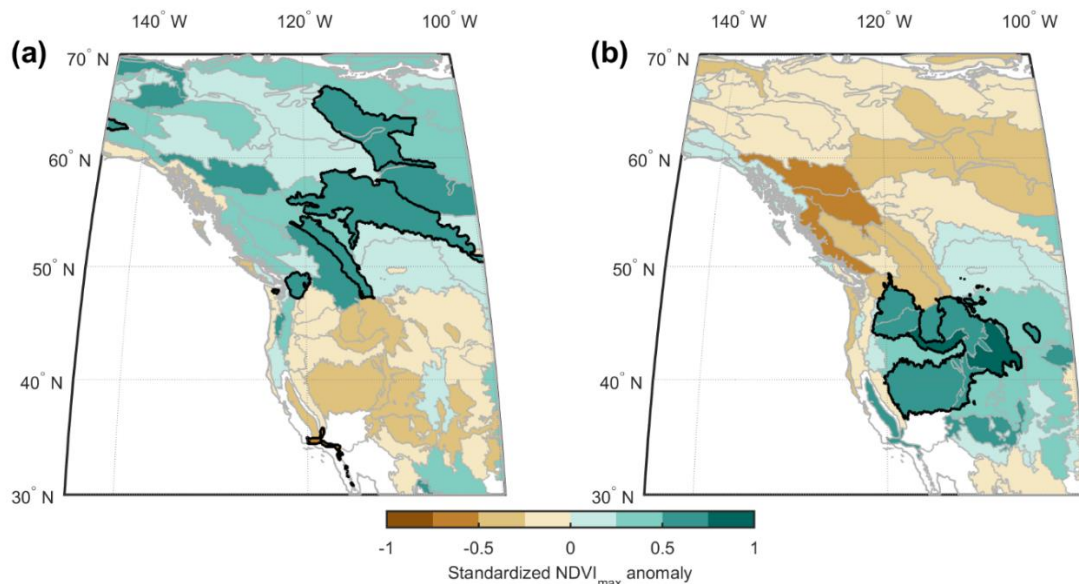 140° W 120° W 100° W 140° W 120° W 100° W
(a) (b)
70° N 70° N
60° N 60° N
50° N 50° N
40° N 40° N
30° N 30° N
-1 -0.5 0 0.5 1
Standardized NDVImax anomaly